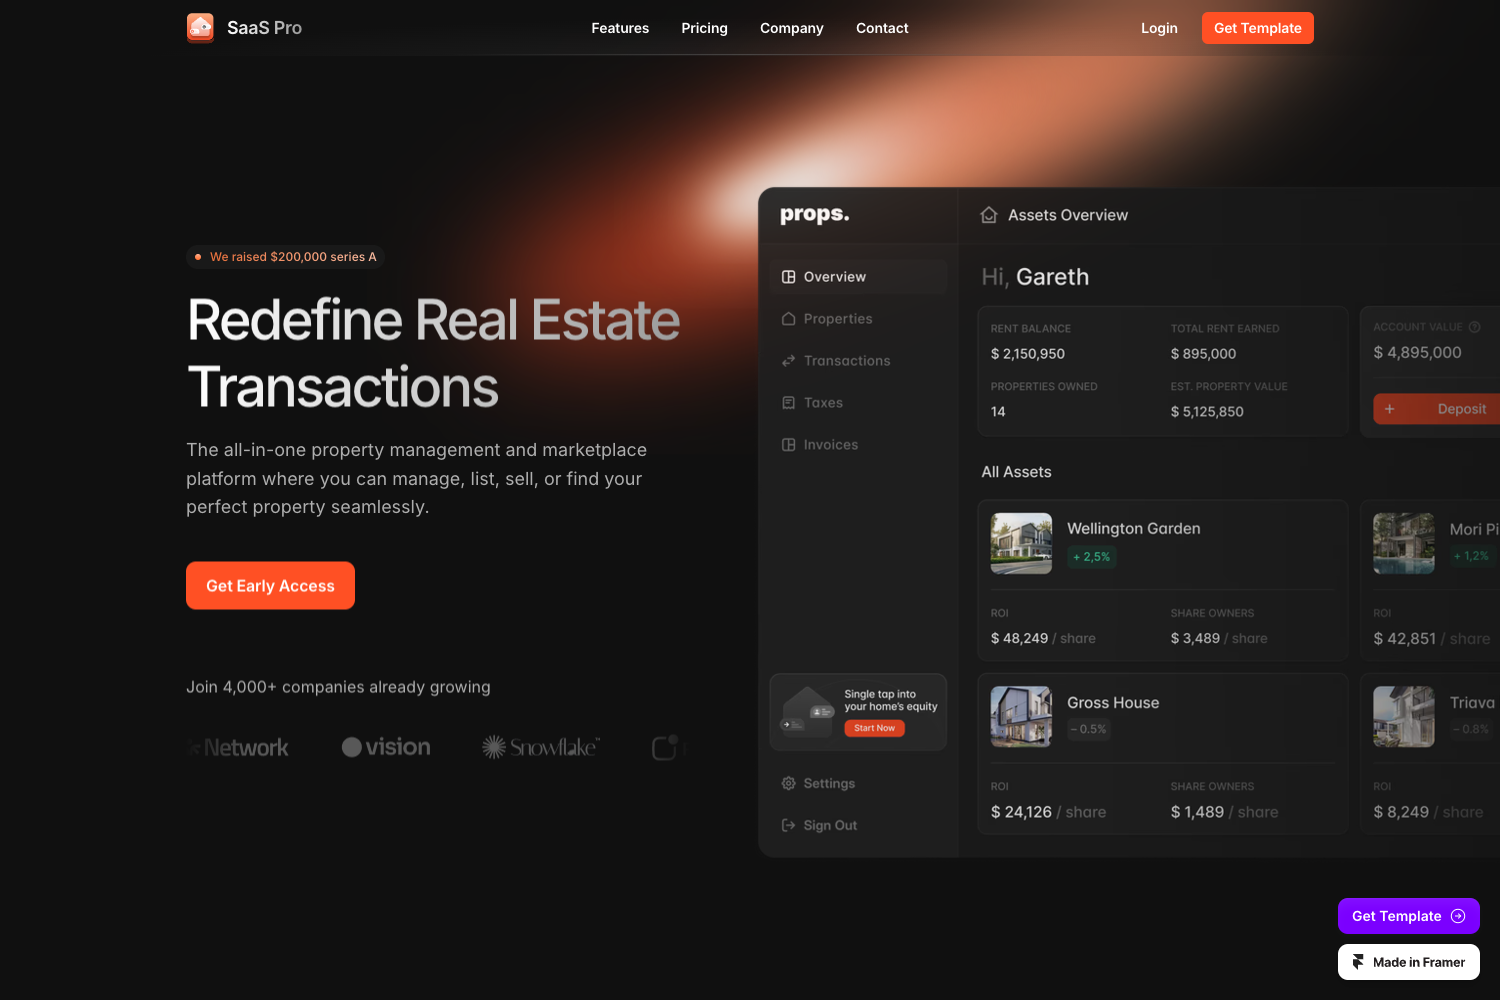 SaaS Pro
Features
Pricing
Company
Contact
Login
Get Template
We raised $200,000 series A
Redefine Real Estate
Transactions
The all-in-one property management and marketplace
platform where you can manage, list, sell, or find your
perfect property seamlessly.
Get Early Access
Join 4,000+ companies already growing
Network
vision
Snowflake™
props.
Overview
Properties
Transactions
Taxes
Invoices
Single tap into
your home's equity
Start Now
Settings
Sign Out
Assets Overview
Hi, Gareth
RENT BALANCE
$ 2,150,950
TOTAL RENT EARNED
$ 895,000
PROPERTIES OWNED
14
EST. PROPERTY VALUE
$ 5,125,850
ACCOUNT VALUE
$ 4,895,000
+ Deposit
All Assets
Wellington Garden
+ 2,5%
ROI
$ 48,249 / share
SHARE OWNERS
$ 3,489 / share
Mori Pi
+ 1,2%
ROI
$ 42,851 / share
Gross House
– 0.5%
ROI
$ 24,126 / share
SHARE OWNERS
$ 1,489 / share
Triava
– 0.8%
ROI
$ 8,249 / share
Get Template
Made in Framer